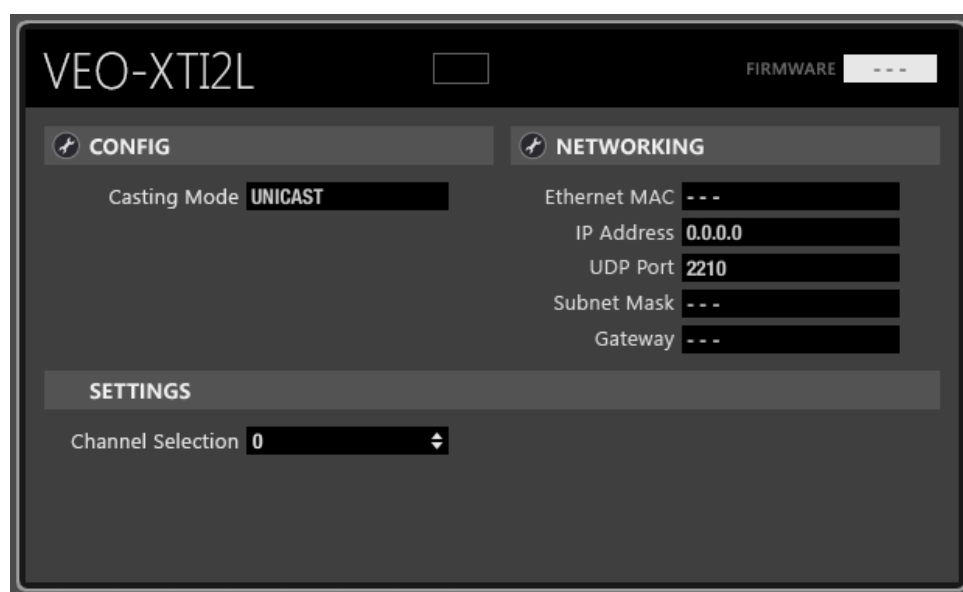 VEO-XTI2L
FIRMWARE - - -
CONFIG
Casting Mode UNICAST
NETWORKING
Ethernet MAC - - -
IP Address 0.0.0.0
UDP Port 2210
Subnet Mask - - -
Gateway - - -
SETTINGS
Channel Selection 0